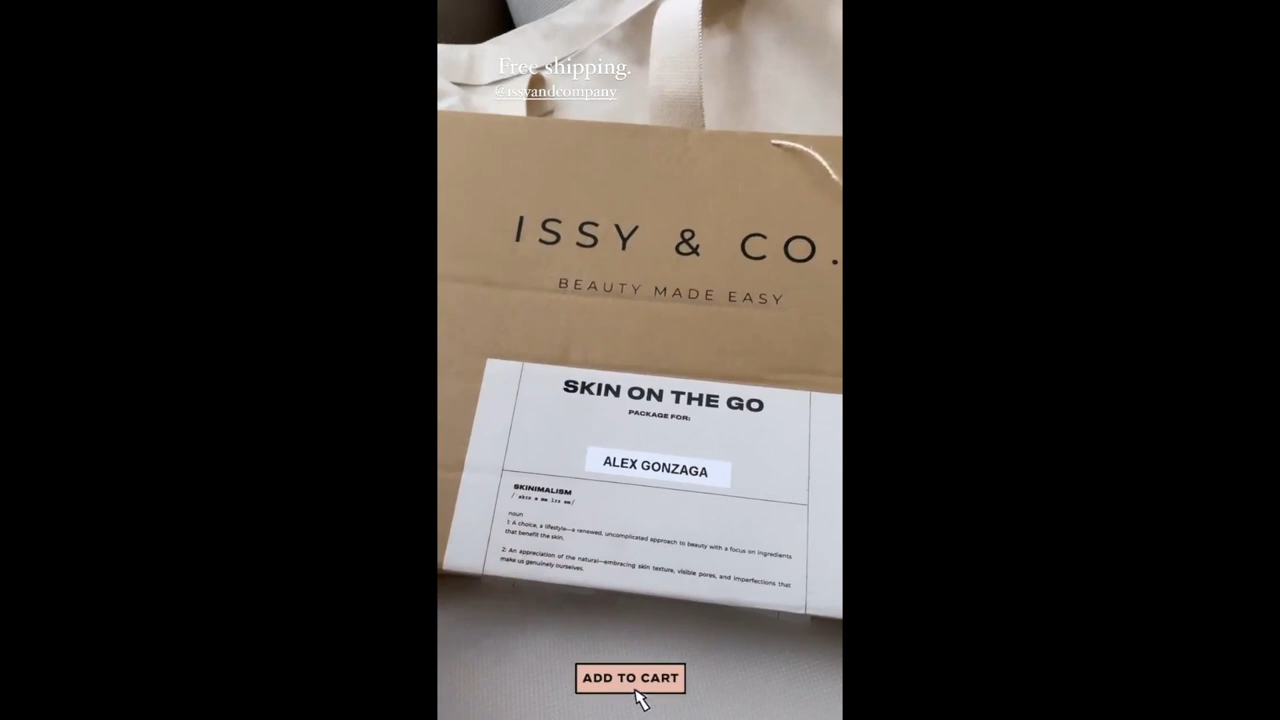 Free shipping.
@issyandcompany
ISSY & CO.
BEAUTY MADE EASY
SKIN ON THE GO
PACKAGE FOR:
ALEX GONZAGA
SKINIMALISM
noun
1: A choice, a lifestyle—a renewed, uncomplicated approach to beauty with a focus on ingredients
that benefit the skin.
2: An appreciation of the natural—embracing skin texture, visible pores, and imperfections that
make us genuinely ourselves.
ADD TO CART